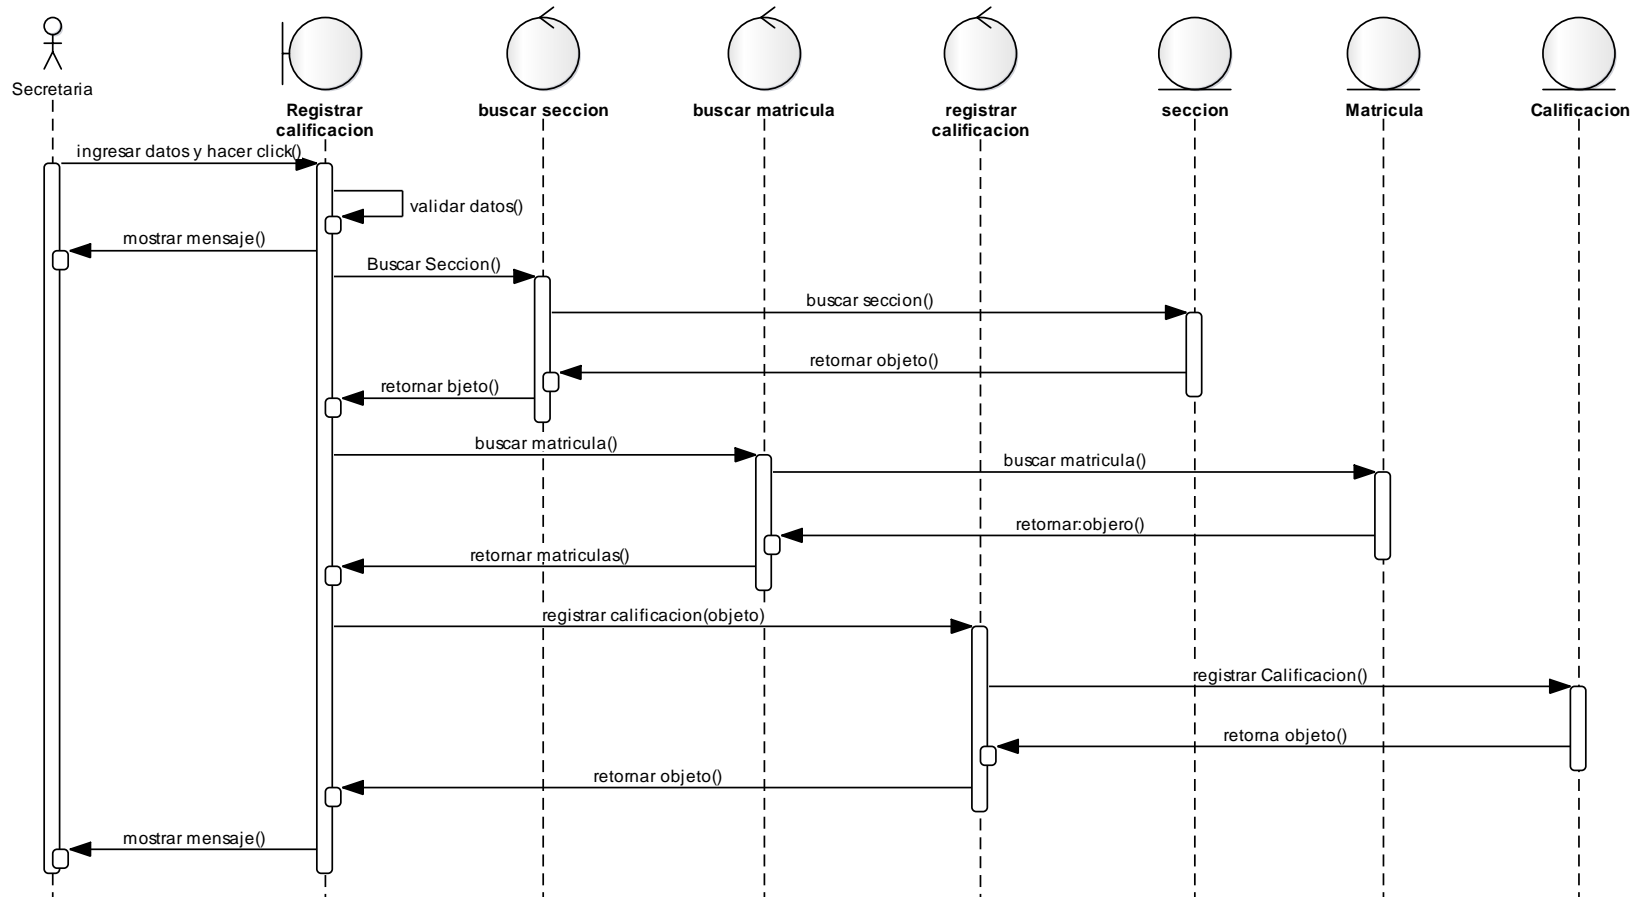 Secretaria
Registrar
calificacion
buscar seccion
buscar matricula
registrar
calificacion
seccion
Matricula
Calificacion
ingresar datos y hacer click()
validar datos()
mostrar mensaje()
Buscar Seccion()
buscar seccion()
retornar objeto()
retornar bjeto()
buscar matricula()
buscar matricula()
retornar:objero()
retornar matriculas()
registrar calificacion(objeto)
registrar Calificacion()
retorna objeto()
retornar objeto()
mostrar mensaje()